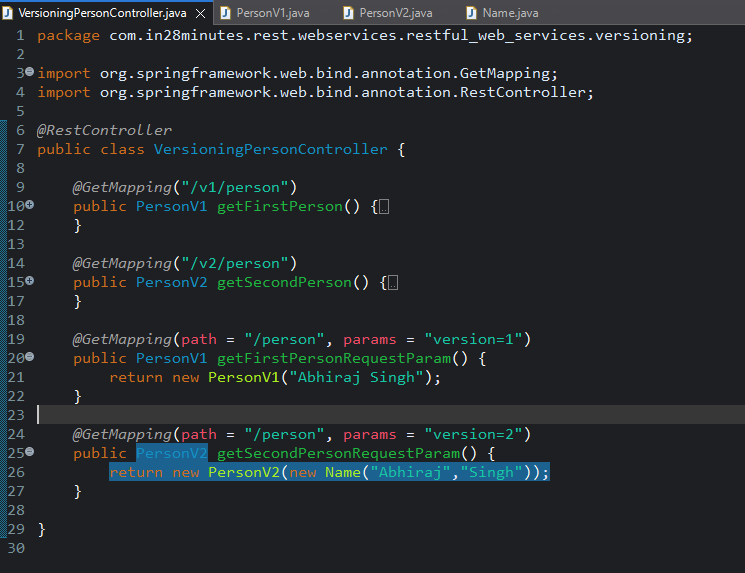 VersioningPersonController.java PersonV1.java PersonV2.java Name.java
1 package com.in28minutes.rest.webservices.restful_web_services.versioning;
2
3 import org.springframework.web.bind.annotation.GetMapping;
4 import org.springframework.web.bind.annotation.RestController;
5
6 @RestController
7 public class VersioningPersonController {
8
9 @GetMapping("/v1/person")
10 public PersonV1 getFirstPerson() {
12 }
13
14 @GetMapping("/v2/person")
15 public PersonV2 getSecondPerson() {
17 }
18
19 @GetMapping(path = "/person", params = "version=1")
20 public PersonV1 getFirstPersonRequestParam() {
21 return new PersonV1("Abhiraj Singh");
22 }
23
24 @GetMapping(path = "/person", params = "version=2")
25 public PersonV2 getSecondPersonRequestParam() {
26 return new PersonV2(new Name("Abhiraj","Singh"));
27 }
28
29 }
30